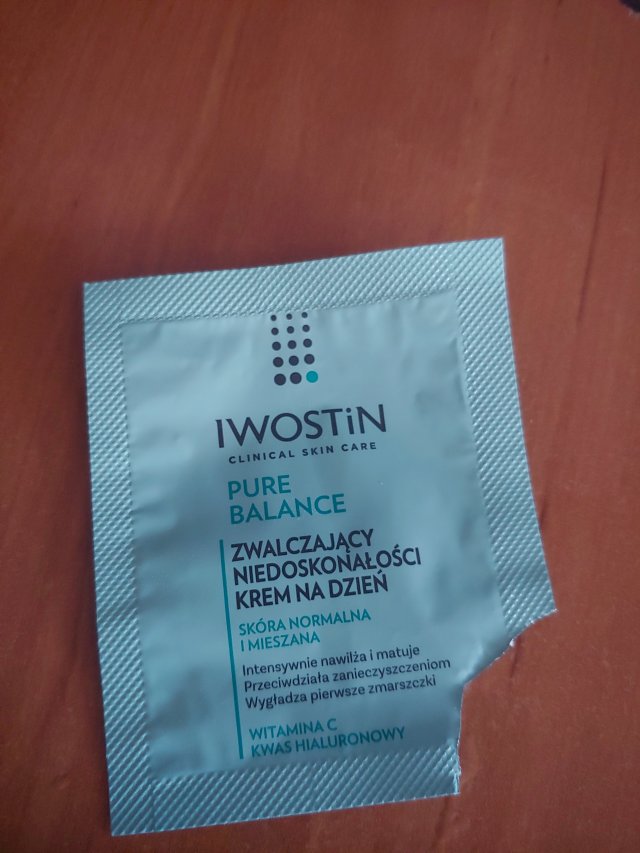 IWOSTiN
CLINICAL SKIN CARE
PURE
BALANCE
ZWALCZAJĄCY
NIEDOSKONAŁOŚCI
KREM NA DZIEŃ
SKÓRA NORMALNA
I MIESZANA
Intensywnie nawilża i matuje
Przeciwdziała zanieczyszczeniom
Wygładza pierwsze zmarszczki
WITAMINA C
KWAS HIALURONOWY